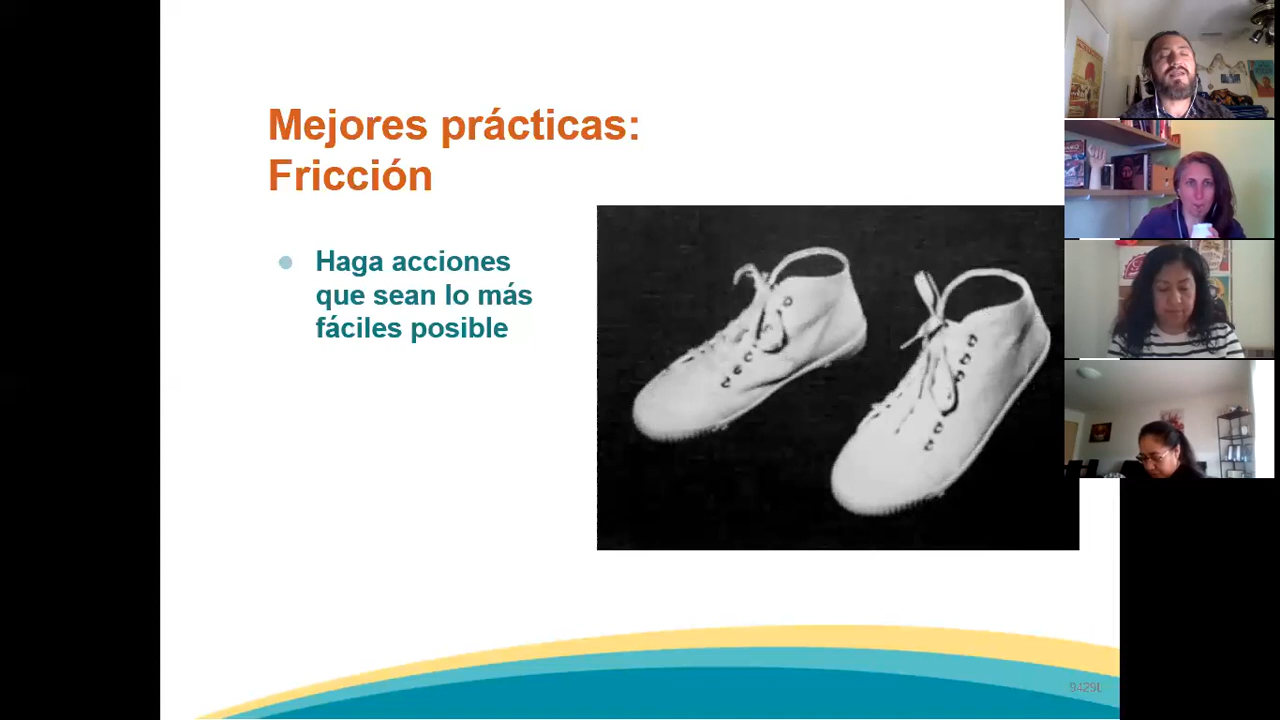 Mejores prácticas:
Fricción
Haga acciones
que sean lo más
fáciles posible